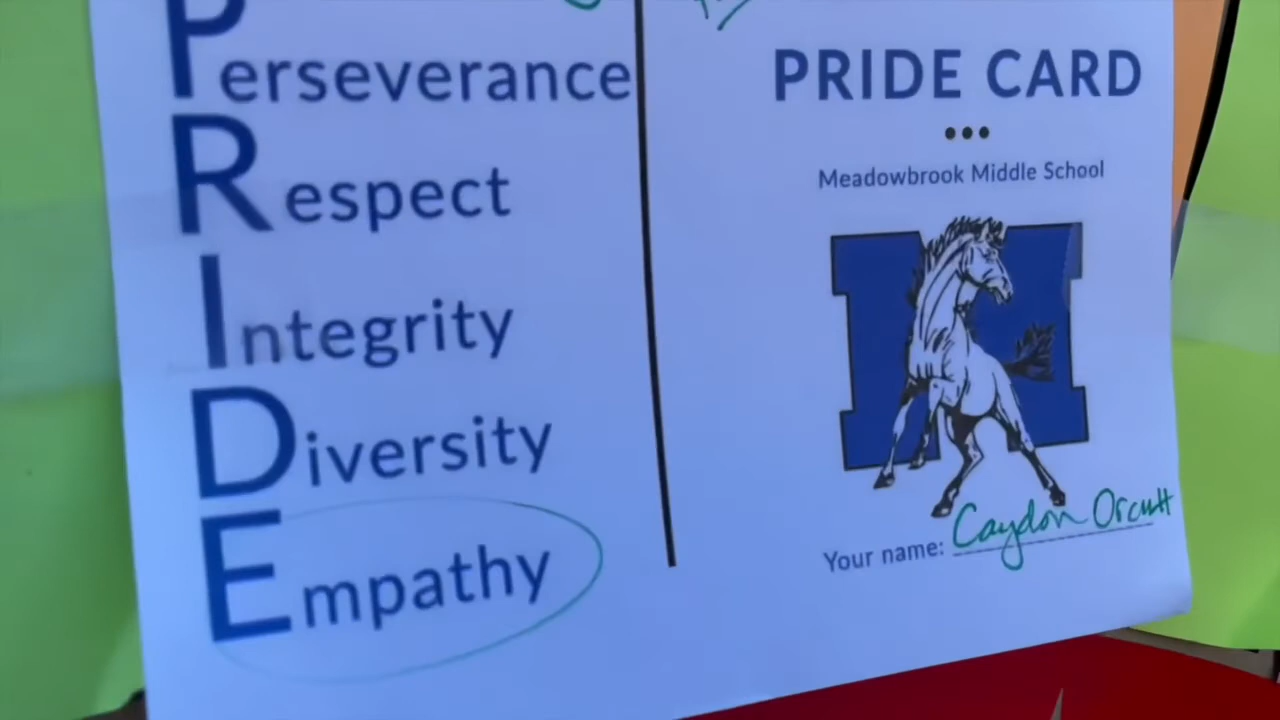 Perseverance
Respect
Integrity
Diversity
Empathy
PRIDE CARD
Meadowbrook Middle School
M
Your name: Caydon Orcutt